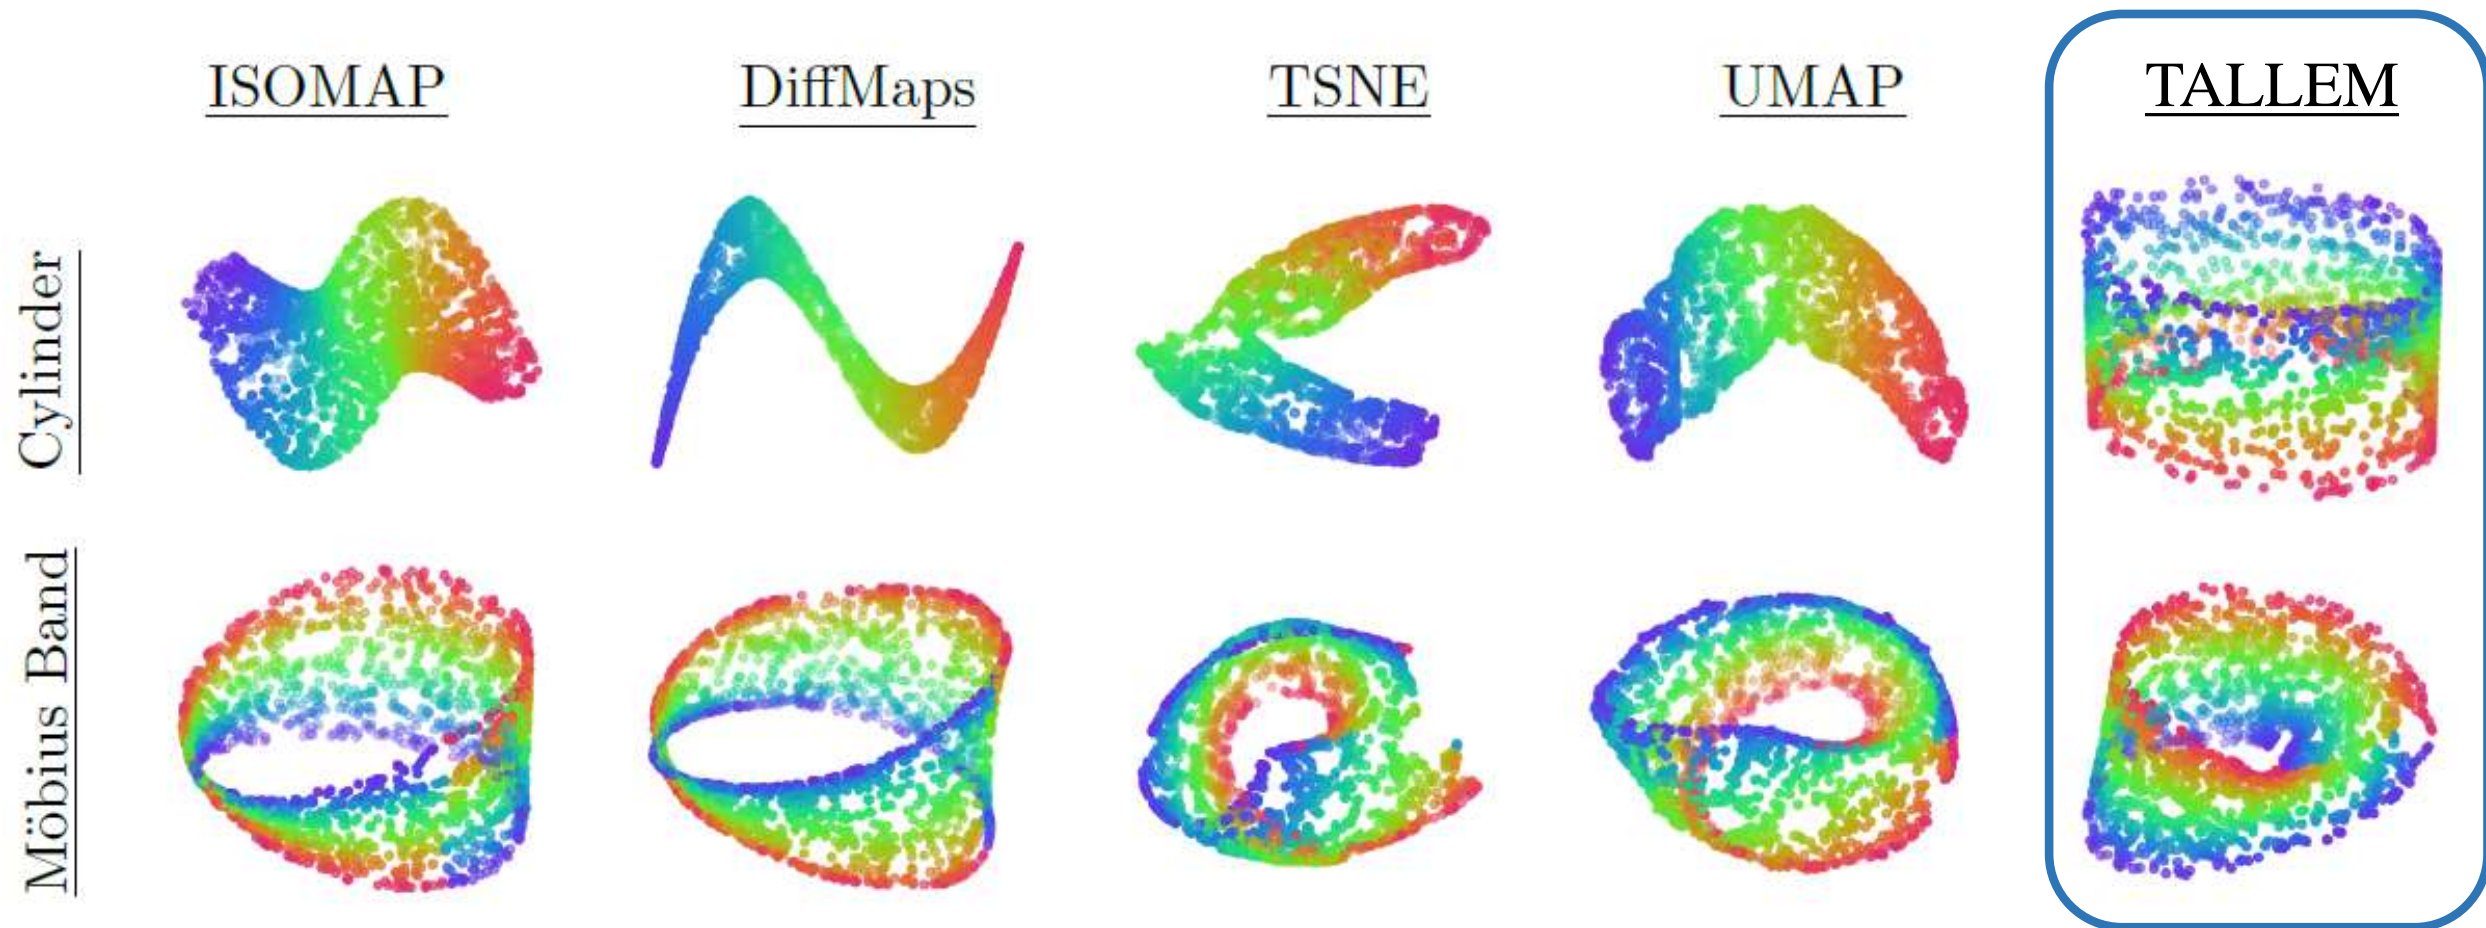 ISOMAP
DiffMaps
TSNE
UMAP
TALLEM
Cylinder
Möbius Band